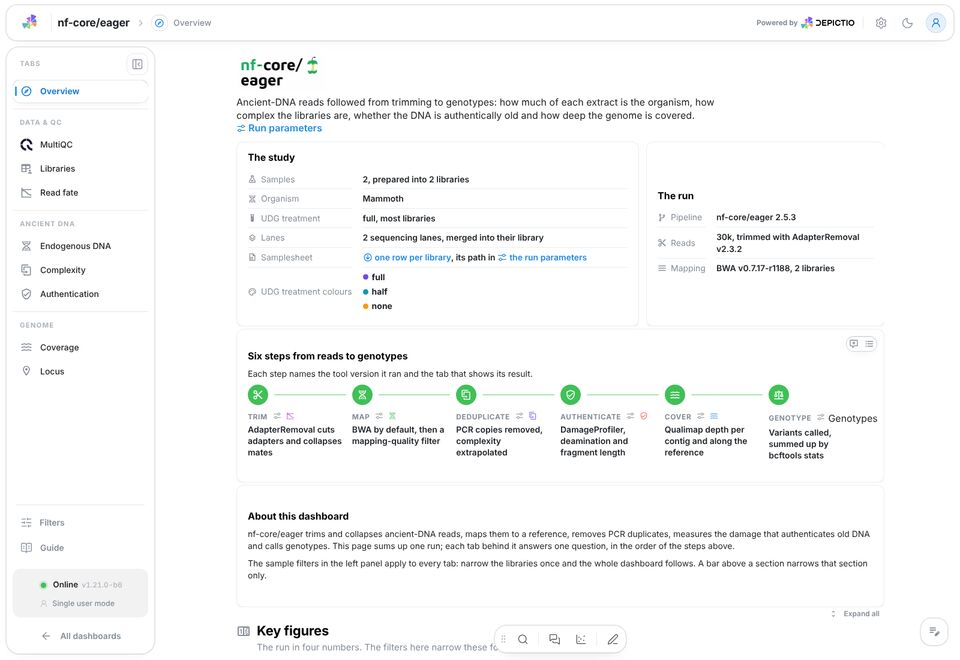 nf-core/eager
Overview
Powered by DEPICTIO
TABS
Overview
DATA & QC
MultiQC
Libraries
Read fate
ANCIENT DNA
Endogenous DNA
Complexity
Authentication
GENOME
Coverage
Locus
Filters
Guide
Online v1.21.0-b6
Single user mode
All dashboards
nf-core/
eager
Ancient-DNA reads followed from trimming to genotypes: how much of each extract is the organism, how
complex the libraries are, whether the DNA is authentically old and how deep the genome is covered.
Run parameters
The study
Samples 2, prepared into 2 libraries
Organism Mammoth
UDG treatment full, most libraries
Lanes 2 sequencing lanes, merged into their library
Samplesheet one row per library, its path in the run parameters
UDG treatment colours
full
half
none
The run
Pipeline nf-core/eager 2.5.3
Reads 30k, trimmed with AdapterRemoval
v2.3.2
Mapping BWA v0.7.17-r1188, 2 libraries
Six steps from reads to genotypes
Each step names the tool version it ran and the tab that shows its result.
TRIM
AdapterRemoval cuts
adapters and collapses
mates
MAP
BWA by default, then a
mapping-quality filter
DEDUPLICATE
PCR copies removed,
complexity
extrapolated
AUTHENTICATE
DamageProfiler,
deamination and
fragment length
COVER
Qualimap depth per
contig and along the
reference
GENOTYPE Genotypes
Variants called,
summed up by
bcftools stats
About this dashboard
nf-core/eager trims and collapses ancient-DNA reads, maps them to a reference, removes PCR duplicates, measures the damage that authenticates old DNA
and calls genotypes. This page sums up one run; each tab behind it answers one question, in the order of the steps above.
The sample filters in the left panel apply to every tab: narrow the libraries once and the whole dashboard follows. A bar above a section narrows that section
only.
Expand all
Key figures
The run in four numbers. The filters here narrow these fo